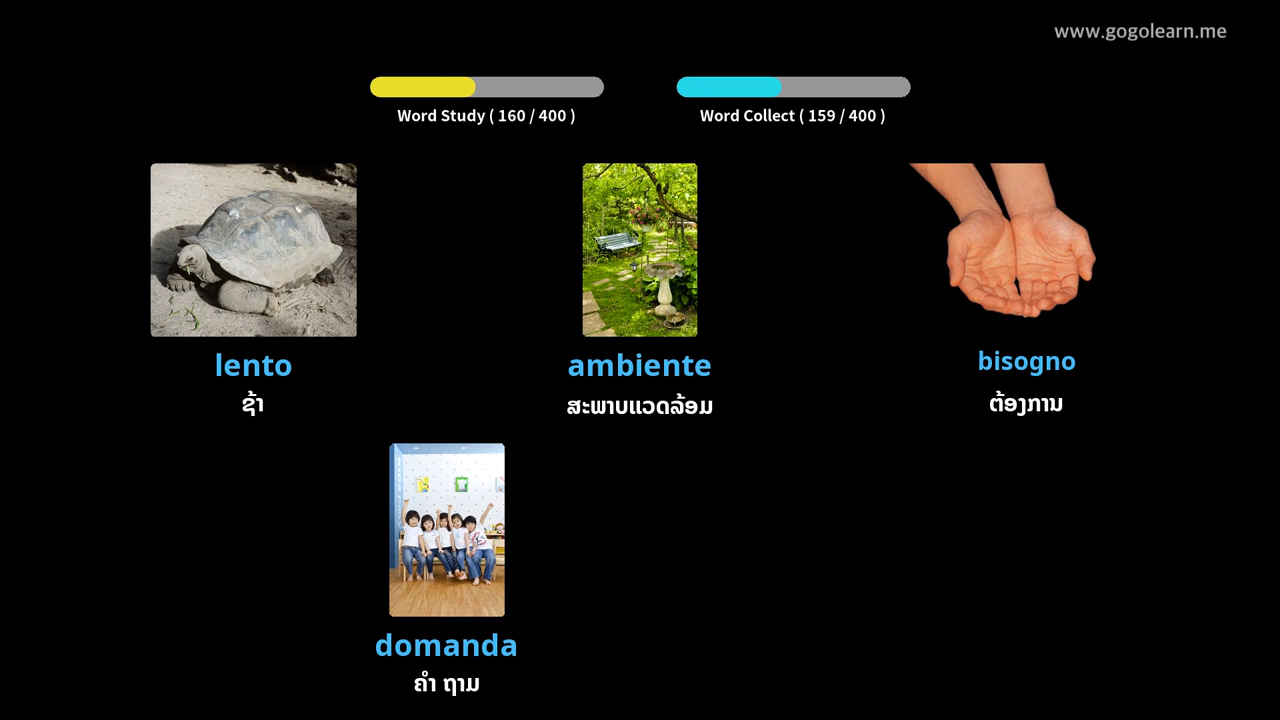 www.gogolearn.me
Word Study ( 160 / 400 )
Word Collect ( 159 / 400 )
lento
ຊ້າ
ambiente
ສະພາບແວດລ້ອມ
bisogno
ຕ້ອງການ
domanda
ຄຳ ຖາມ